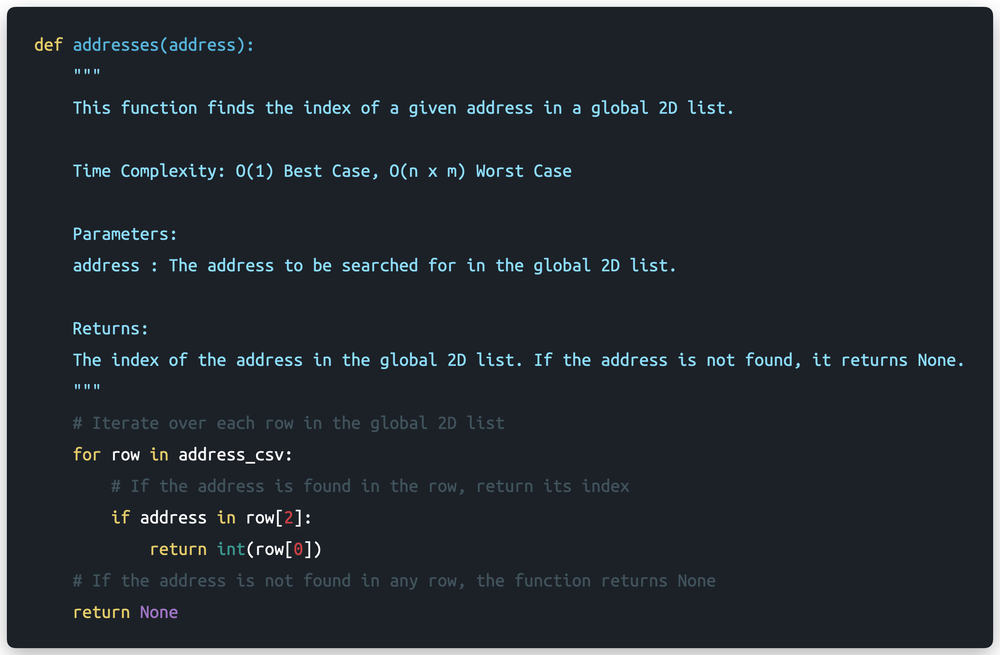 def addresses(address):
    """
    This function finds the index of a given address in a global 2D list.

    Time Complexity: O(1) Best Case, O(n x m) Worst Case

    Parameters:
    address : The address to be searched for in the global 2D list.

    Returns:
    The index of the address in the global 2D list. If the address is not found, it returns None.
    """
    # Iterate over each row in the global 2D list
    for row in address_csv:
        # If the address is found in the row, return its index
        if address in row[2]:
            return int(row[0])
    # If the address is not found in any row, the function returns None
    return None